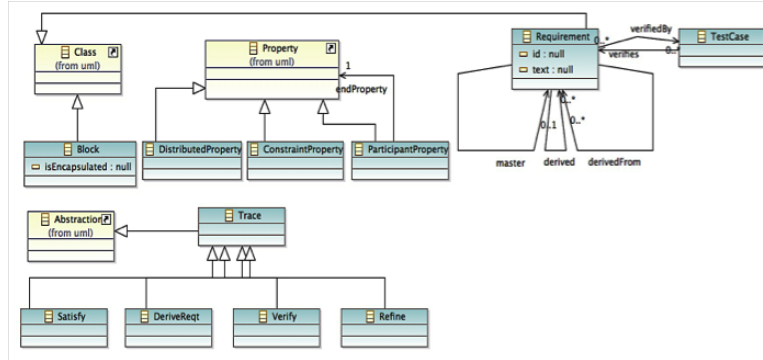 Class
(from uml)
Property
(from uml)
1
endProperty
Requirement
id : null
text : null
verifiedBy
0..*
verifies
0..*
TestCase
0..*
0..1
0..*
master
derived
derivedFrom
Block
isEncapsulated : null
DistributedProperty
ConstraintProperty
ParticipantProperty
Abstraction
(from uml)
Trace
Satisfy
DeriveReqt
Verify
Refine